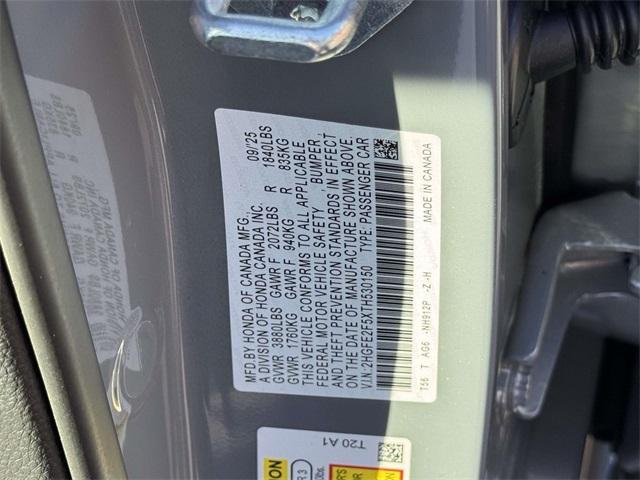 MFD. BY HONDA OF CANADA MFG., 09/25
A DIVISION OF HONDA CANADA INC.
GVWR 3880LBS GAWR F 2072LBS R 1840LBS
GVWR 1760KG GAWR F 940KG R 835KG
THIS VEHICLE CONFORMS TO ALL APPLICABLE
FEDERAL MOTOR VEHICLE SAFETY, BUMPER,
AND THEFT PREVENTION STANDARDS IN EFFECT
ON THE DATE OF MANUFACTURE SHOWN ABOVE.
V.I.N.:2HGFE2F5XTH530150 TYPE:PASSENGER CAR
T56 T AG6 -NH912P -Z -H MADE IN CANADA
T20 A1